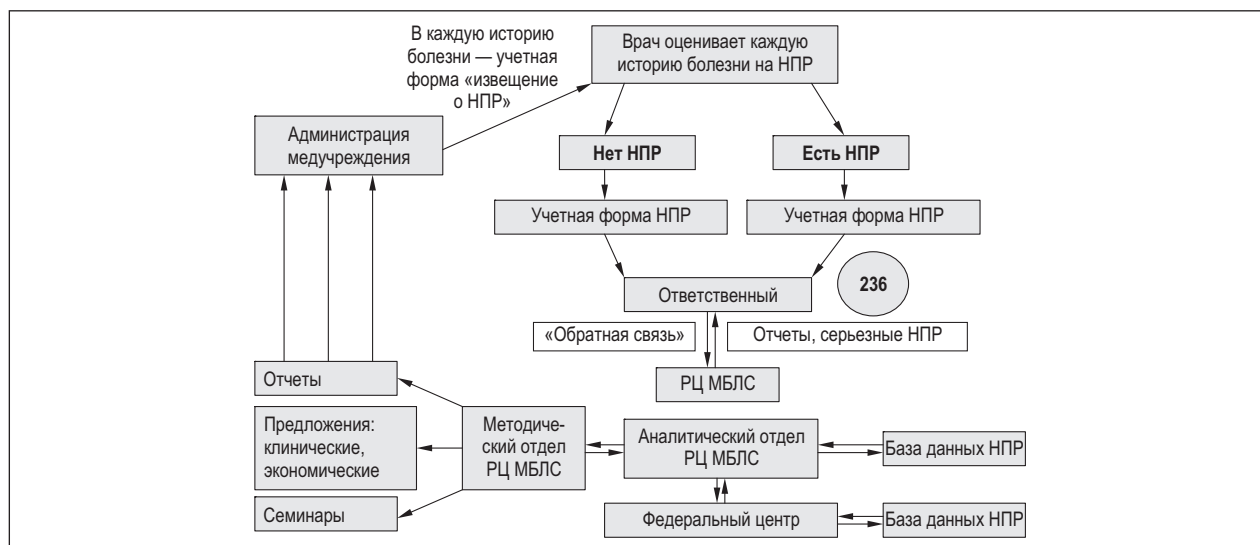 В каждую историю
болезни — учетная
форма «извещение
о НПР»
Врач оценивает каждую
историю болезни на НПР
Администрация
медучреждения
Нет НПР
Есть НПР
Учетная форма НПР
Учетная форма НПР
Ответственный
236
«Обратная связь»
Отчеты, серьезные НПР
РЦ МБЛС
Отчеты
Предложения:
клинические,
экономические
Семинары
Методиче-
ский отдел
РЦ МБЛС
Аналитический отдел
РЦ МБЛС
База данных НПР
Федеральный центр
База данных НПР